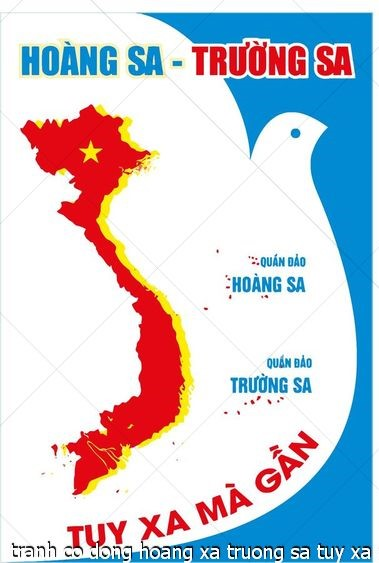 HOÀNG SA - TRƯỜNG SA
QUẦN ĐẢO
HOÀNG SA
QUẦN ĐẢO
TRƯỜNG SA
TUY XA MÀ GẦN
tranh co dong hoang xa truong sa tuy xa